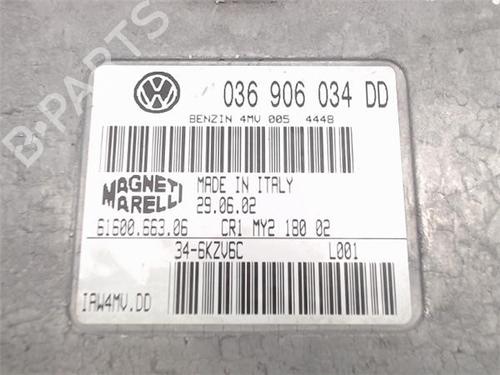 VW
036 906 034 DD
BENZIN 4MV 005 4448
MAGNETI MARELLI
MADE IN ITALY
29.06.02
61600.663.06 CR1 MY2 180 02
34-6KZV6C L001
IAW4MV.DD